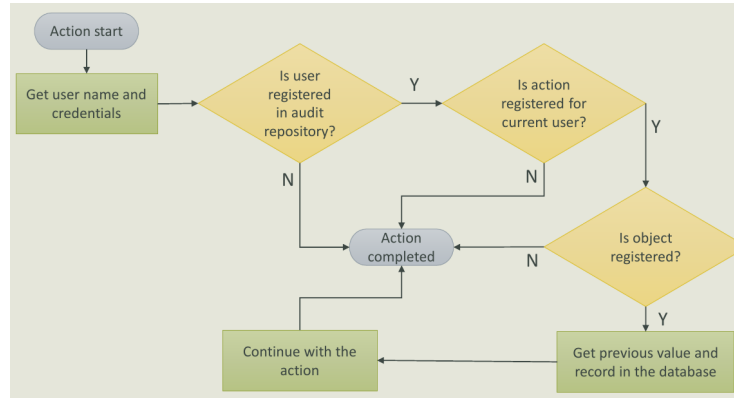 Action start
Get user name and
credentials
Is user
registered
in audit
repository?
Y
Is action
registered for
current user?
Y
N
N
Action
completed
N
Is object
registered?
Y
Continue with the
action
Get previous value and
record in the database